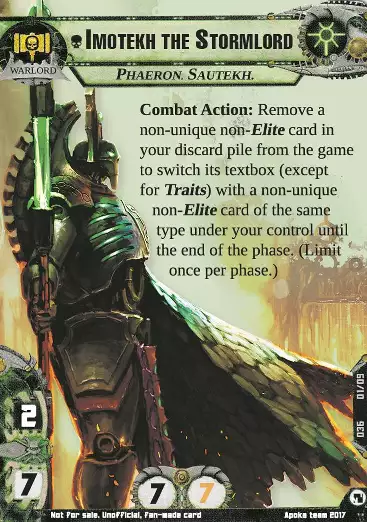 IMOTEKH THE STORMLORD
WARLORD
PHAERON. SAUTEKH.
Combat Action: Remove a
non-unique non-Elite card in
your discard pile from the game
to switch its textbox (except
for Traits) with a non-unique
non-Elite card of the same
type under your control until
the end of the phase. (Limit
once per phase.)
2
7
7 7
01/05
036
Not for sale. Unofficial, Fan-made card
Apoka team 2017